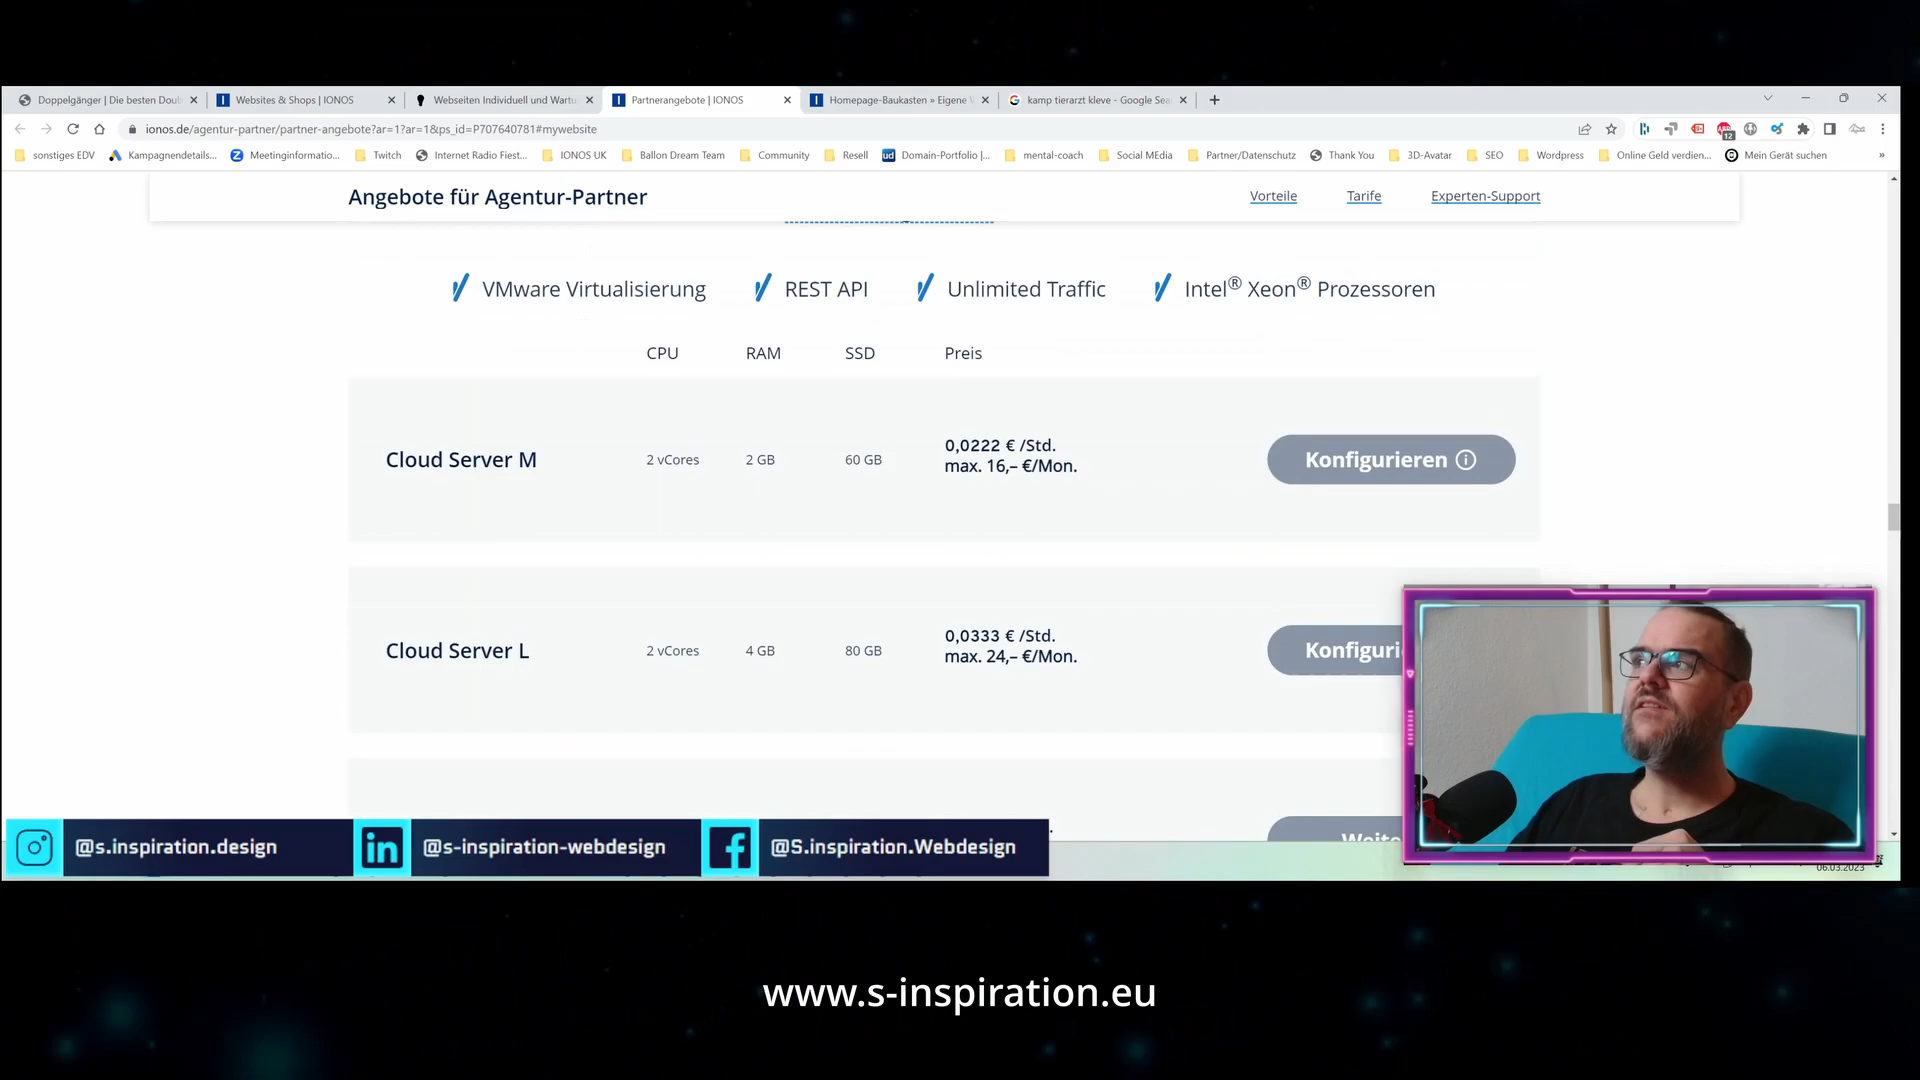 Doppelgänger | Die besten Dou
Websites & Shops | IONOS
Webseiten Individuell und Wartu
Partnerangebote | IONOS
Homepage-Baukasten » Eigene
kamp tierarzt kleve - Google Sea
ionos.de/agentur-partner/partner-angebote?ar=1?ar=1&ps_id=P707640781#mywebsite
12
sonstiges EDV
Kampagnendetails...
Meetinginformatio...
Twitch
Internet Radio Fiest...
IONOS UK
Ballon Dream Team
Community
Resell
Domain-Portfolio |...
mental-coach
Social MEdia
Partner/Datenschutz
Thank You
3D-Avatar
SEO
Wordpress
Online Geld verdien...
Mein Gerät suchen
»
Angebote für Agentur-Partner
Vorteile
Tarife
Experten-Support
VMware Virtualisierung
REST API
Unlimited Traffic
Intel® Xeon® Prozessoren
CPU RAM SSD Preis
Cloud Server M
2 vCores
2 GB
60 GB
0,0222 € /Std.
max. 16,– €/Mon.
Konfigurieren
Cloud Server L
2 vCores
4 GB
80 GB
0,0333 € /Std.
max. 24,– €/Mon.
Konfiguri
Weite
@s.inspiration.design
@s-inspiration-webdesign
@S.inspiration.Webdesign
06.03.2023
www.s-inspiration.eu